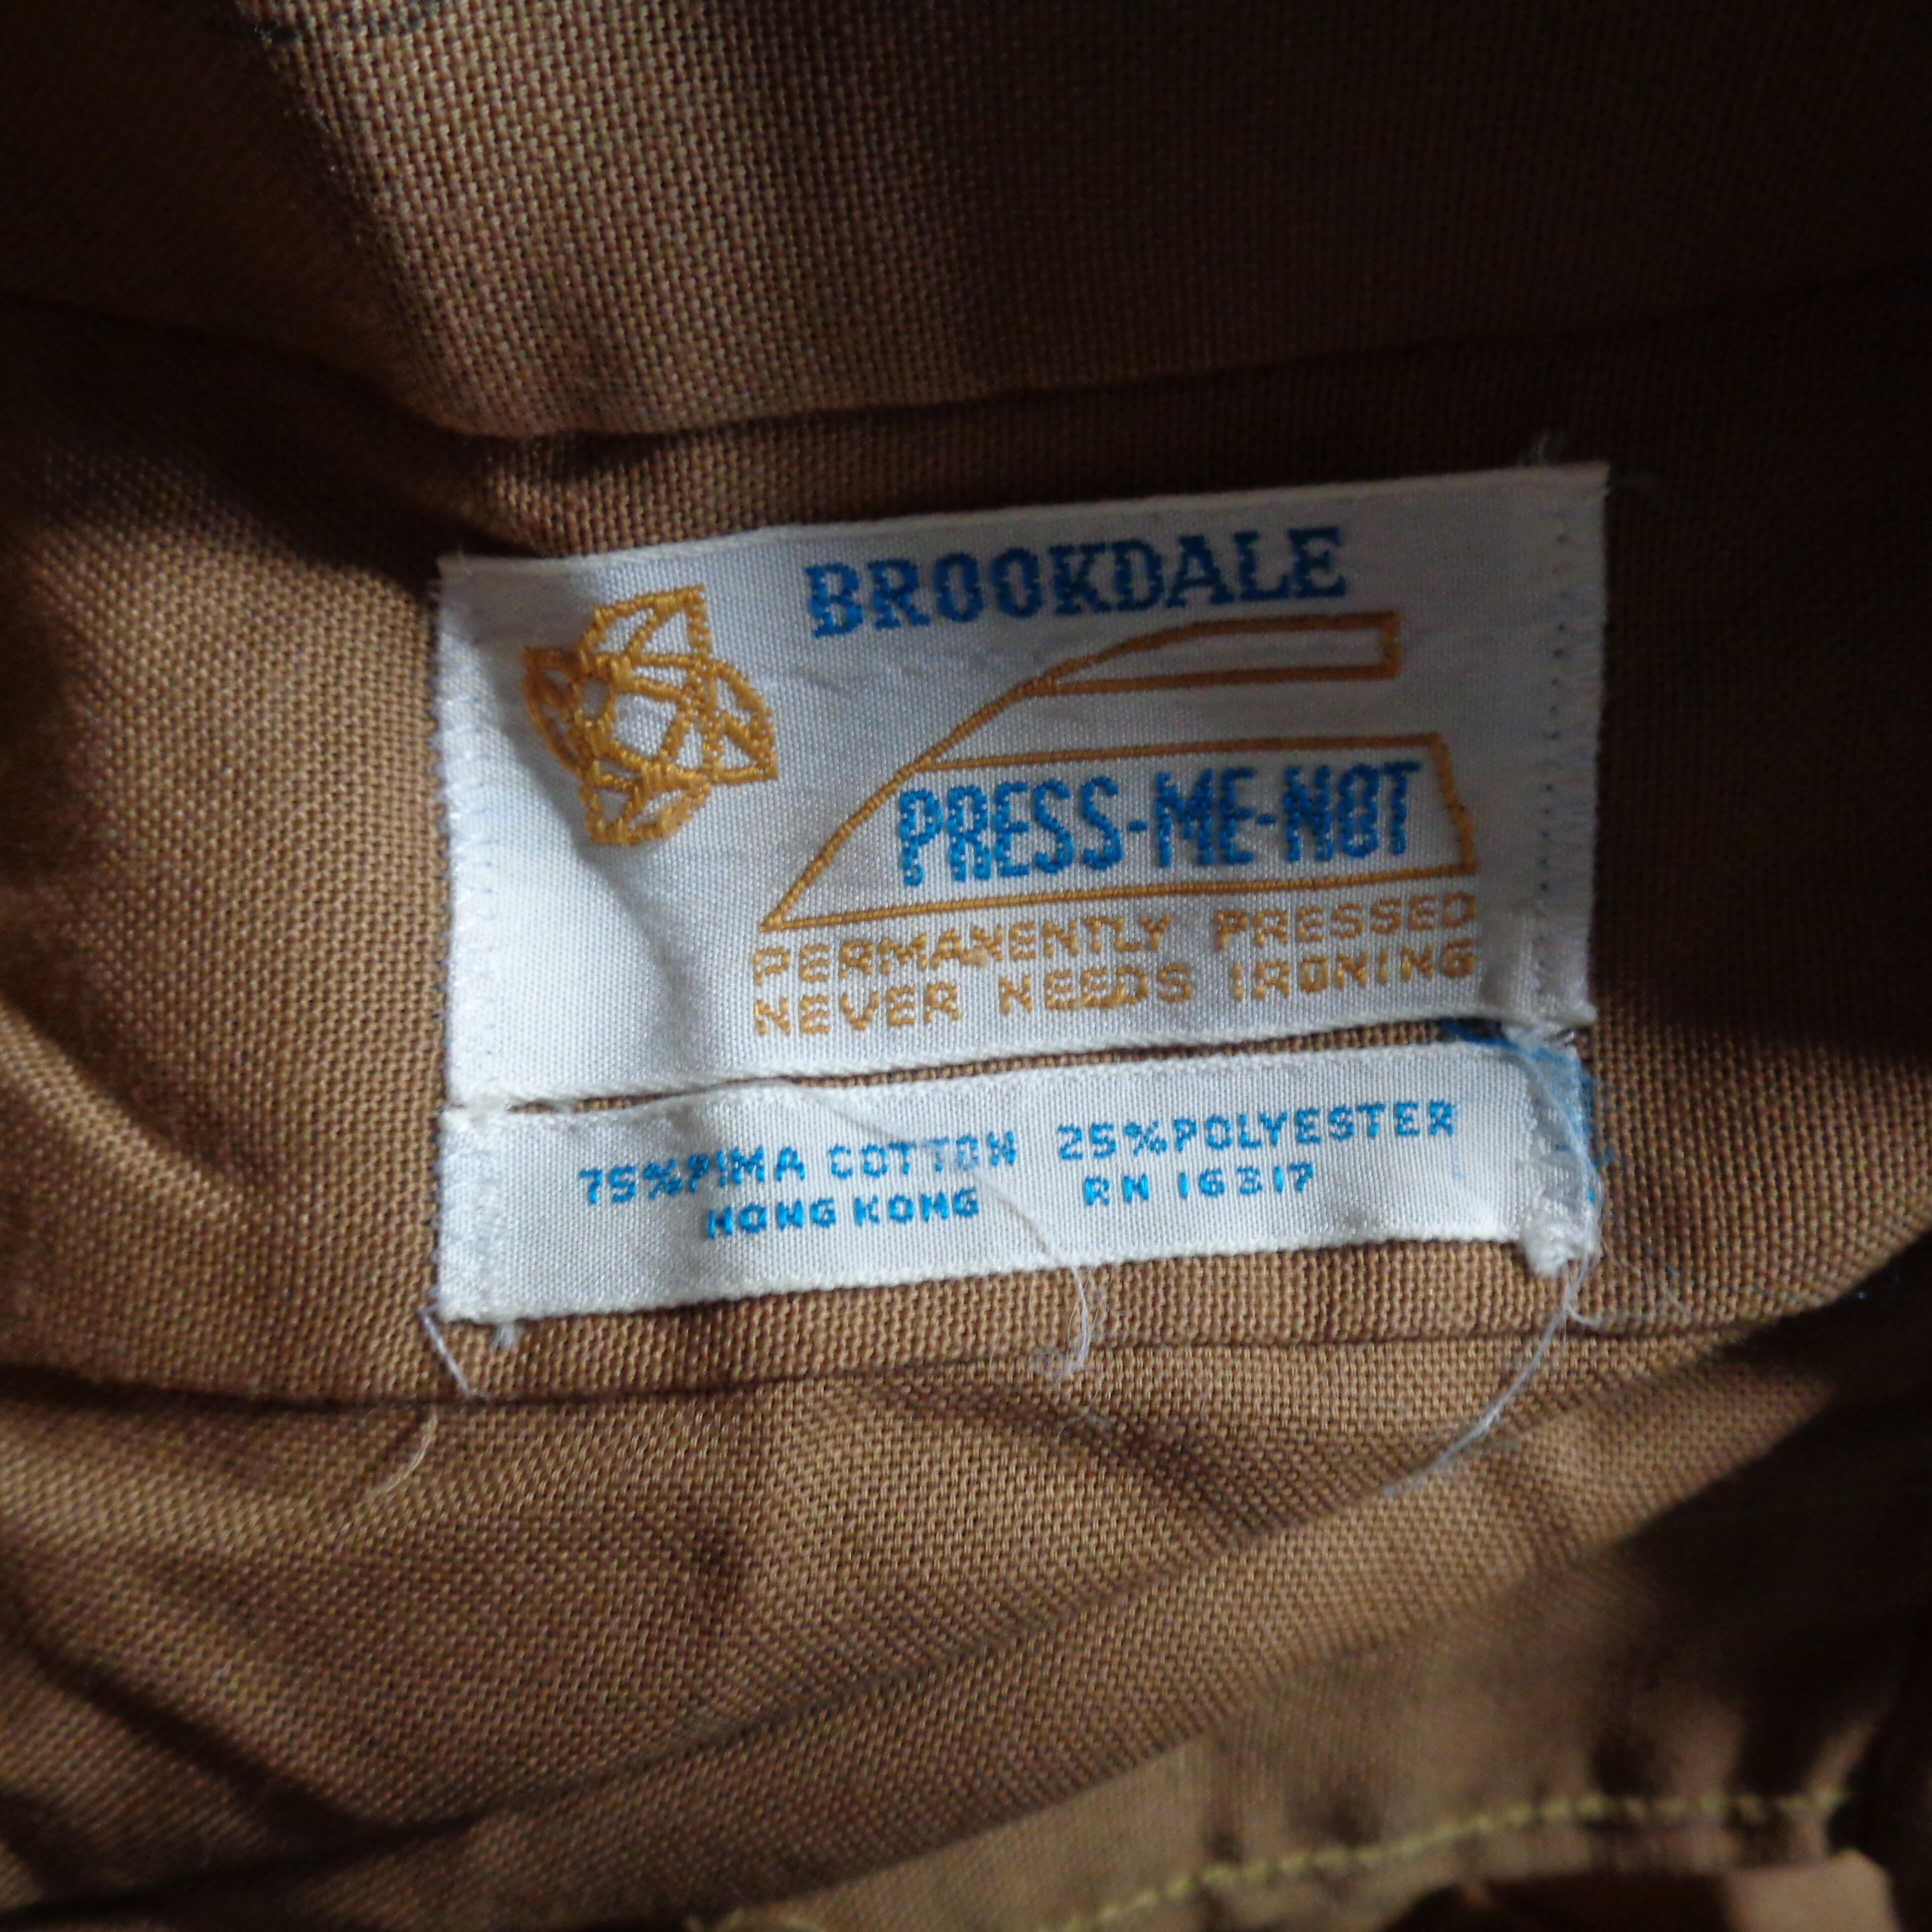 BROOKDALE
PRESS-ME-NOT
PERMANENTLY PRESSED
NEVER NEEDS IRONING
75% PIMA COTTON 25% POLYESTER
HONG KONG RN 16317